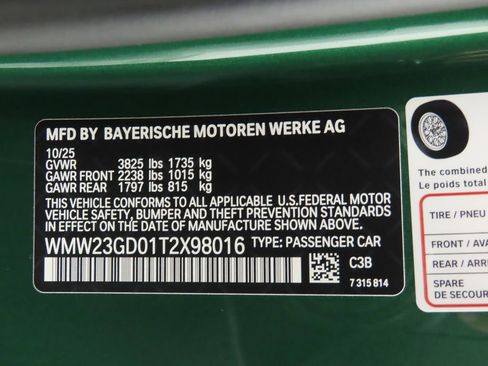 MFD BY BAYERISCHE MOTOREN WERKE AG
10/25
GVWR 3825 lbs 1735 kg
GAWR FRONT 2238 lbs 1015 kg
GAWR REAR 1797 lbs 815 kg
THIS VEHICLE CONFORMS TO ALL APPLICABLE U.S.FEDERAL MOTOR
VEHICLE SAFETY, BUMPER AND THEFT PREVENTION STANDARDS
IN EFFECT ON THE DATE OF MANUFACTURE SHOWN ABOVE.
WMW23GD01T2X98016 TYPE: PASSENGER CAR
C3B
7 315 814
The combined
Le poids total
TIRE / PNEU
FRONT / AVA
REAR / ARRI
SPARE
DE SECOUR